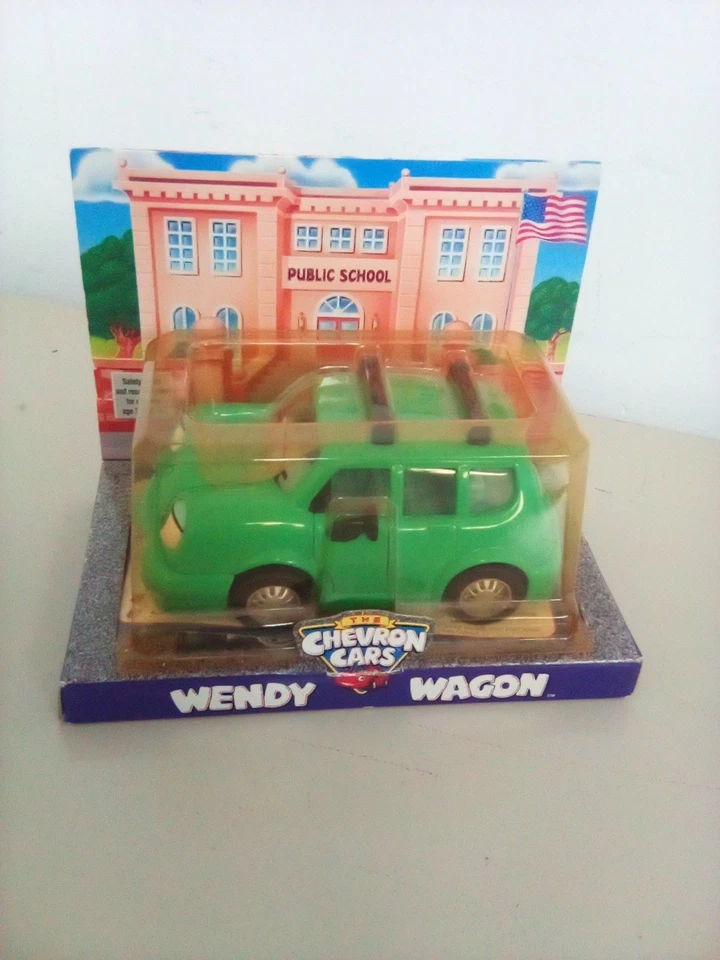 PUBLIC SCHOOL
THE
CHEVRON
CARS
WENDY WAGON